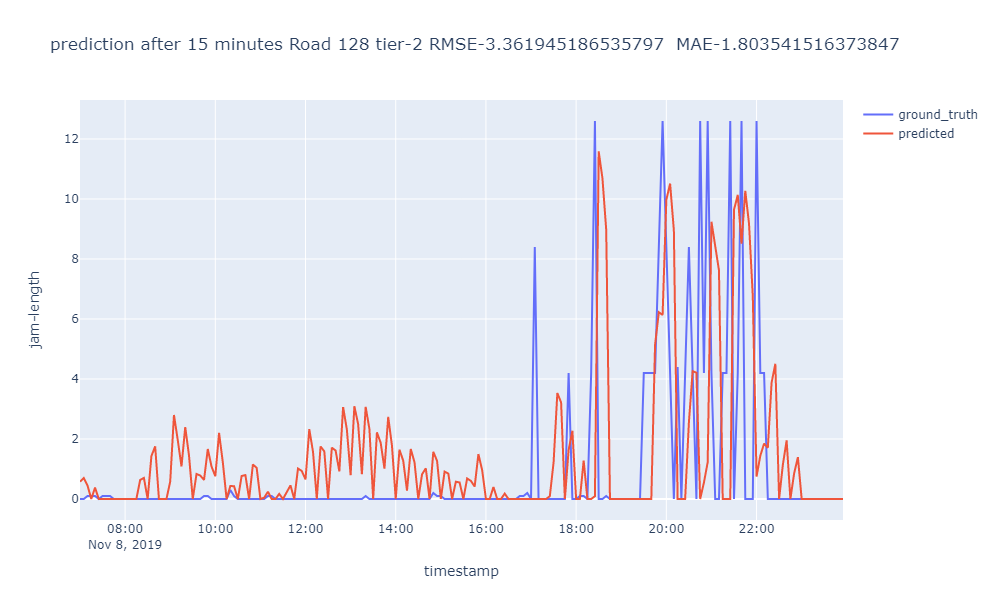 prediction after 15 minutes Road 128 tier-2 RMSE-3.361945186535797  MAE-1.803541516373847
ground_truth
predicted
12
10
8
6
4
2
0
jam-length
08:00 10:00 12:00 14:00 16:00 18:00 20:00 22:00
Nov 8, 2019
timestamp